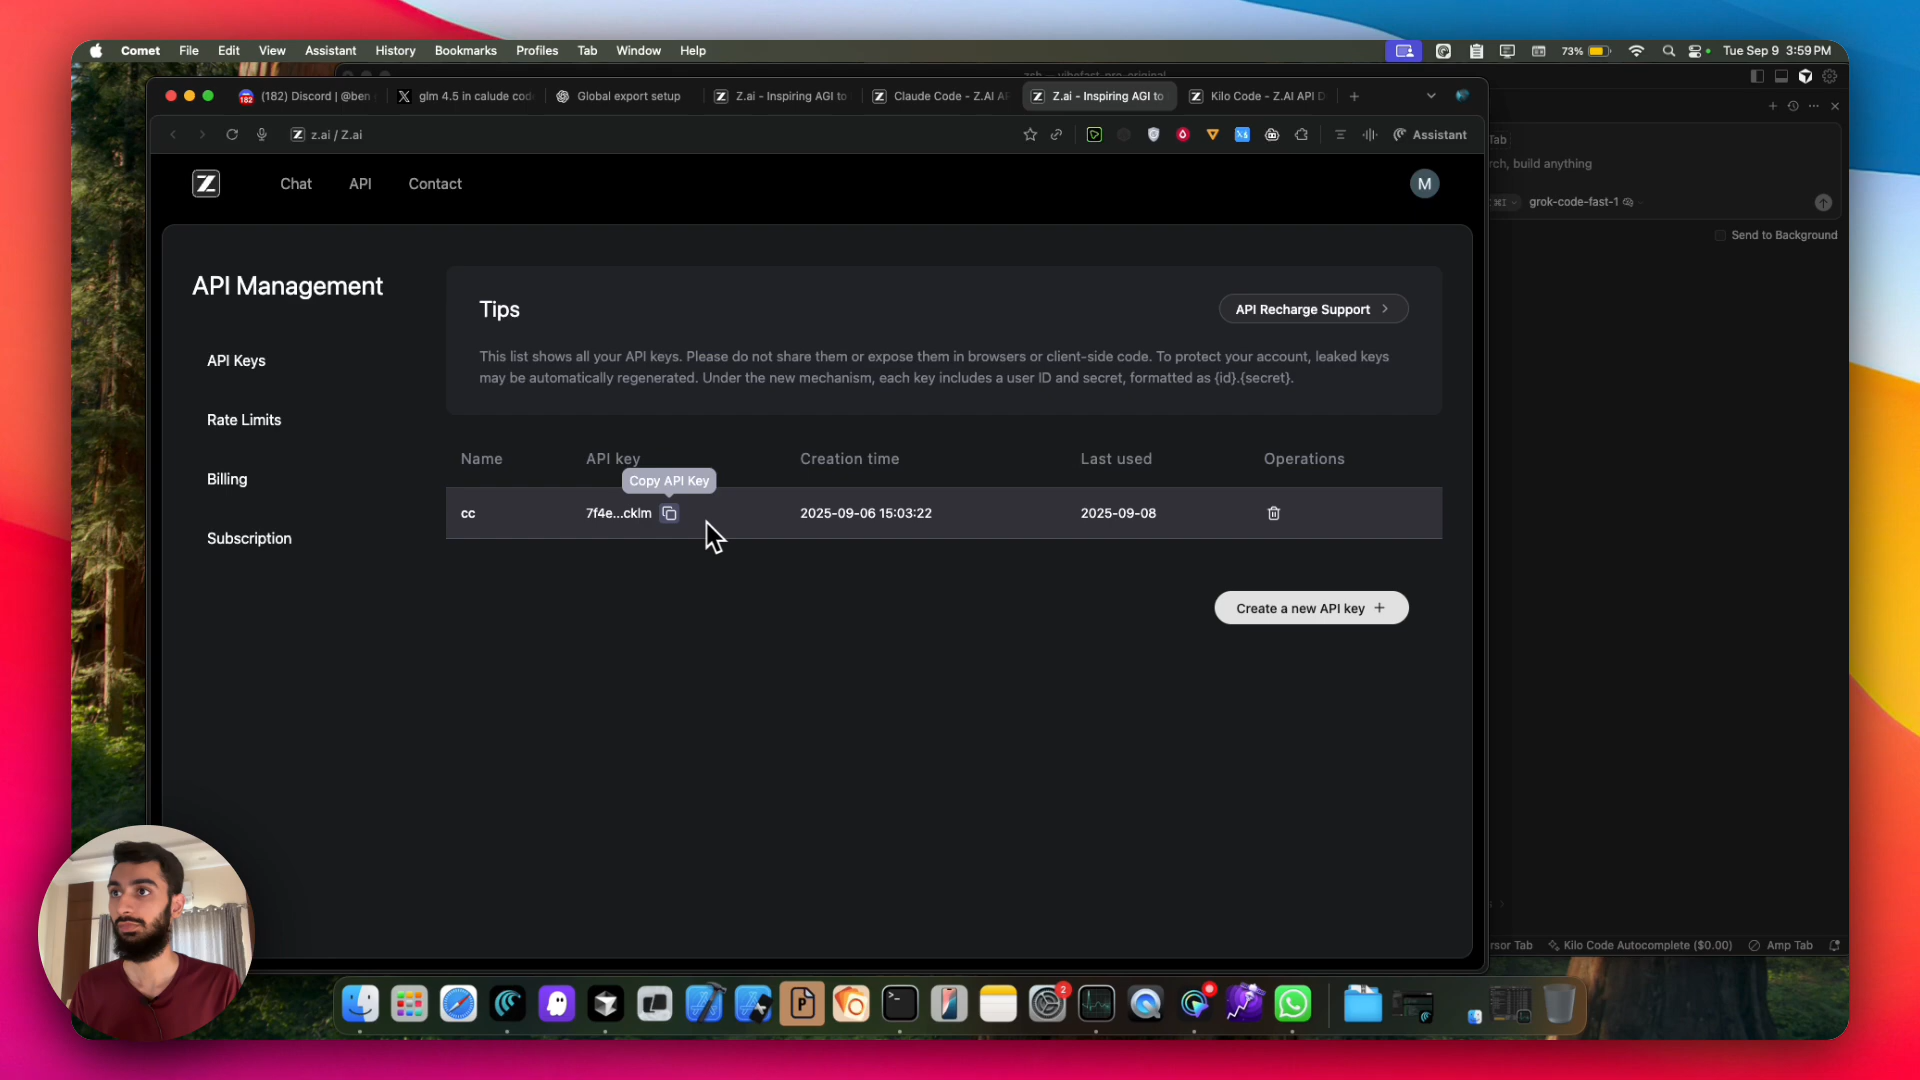 Comet File Edit View Assistant History Bookmarks Profiles Tab Window Help
73% Tue Sep 9 3:59 PM
182 (182) Discord | @ben
glm 4.5 in calude cod
Global export setup
Z.ai - Inspiring AGI to
Claude Code - Z.AI AP
Z.ai - Inspiring AGI to
Kilo Code - Z.AI API D
z.ai / Z.ai
Assistant
Tab
rch, build anything
grok-code-fast-1
Send to Background
Z
Chat API Contact
M
API Management
API Keys
Rate Limits
Billing
Subscription
Tips
API Recharge Support
This list shows all your API keys. Please do not share them or expose them in browsers or client-side code. To protect your account, leaked keys
may be automatically regenerated. Under the new mechanism, each key includes a user ID and secret, formatted as {id}.{secret}.
Name API key Creation time Last used Operations
Copy API Key
cc 7f4e...cklm 2025-09-06 15:03:22 2025-09-08
Create a new API key +
rsor Tab Kilo Code Autocomplete ($0.00) Amp Tab
2